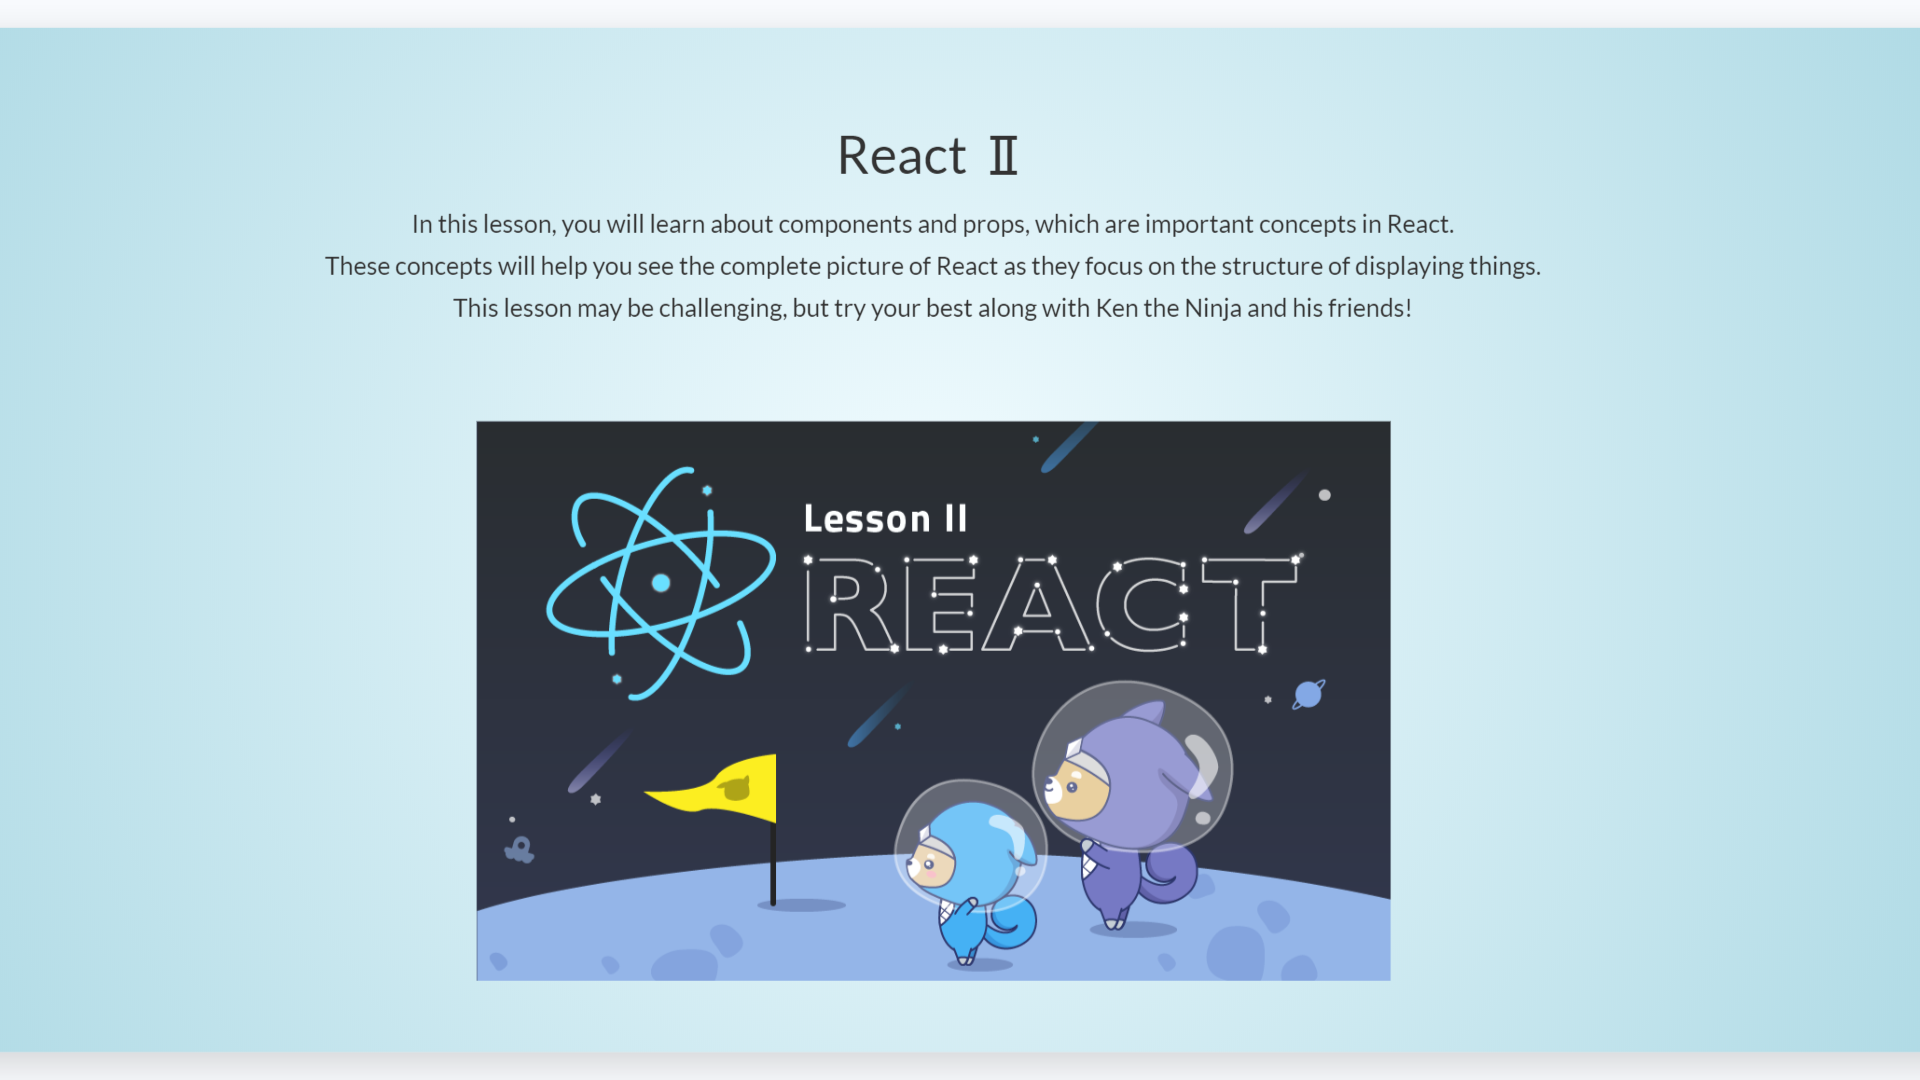 React Ⅱ
In this lesson, you will learn about components and props, which are important concepts in React.
These concepts will help you see the complete picture of React as they focus on the structure of displaying things.
This lesson may be challenging, but try your best along with Ken the Ninja and his friends!
Lesson II
REACT